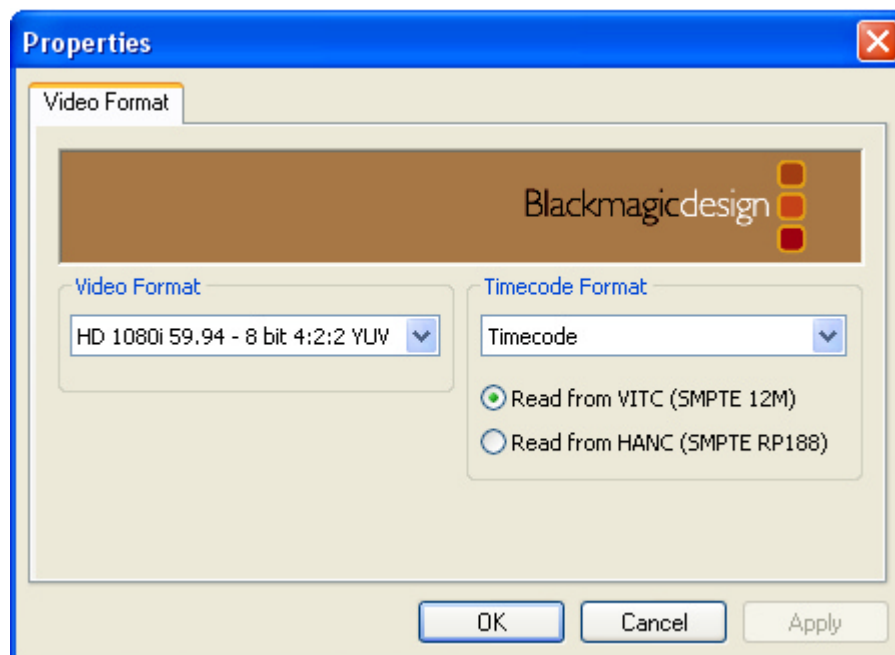 Properties
Video Format
Blackmagicdesign
Video Format
HD 1080i 59.94 - 8 bit 4:2:2 YUV
Timecode Format
Timecode
Read from VITC (SMPTE 12M)
Read from HANC (SMPTE RP188)
OK
Cancel
Apply